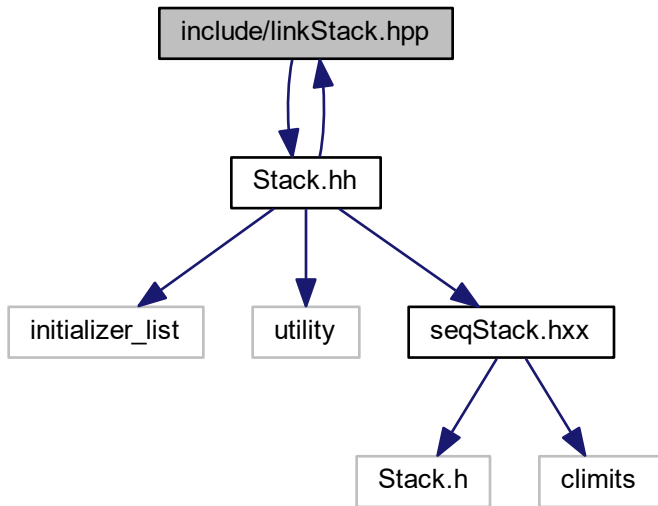 include/linkStack.hpp
Stack.hh
initializer_list
utility
seqStack.hxx
Stack.h
climits